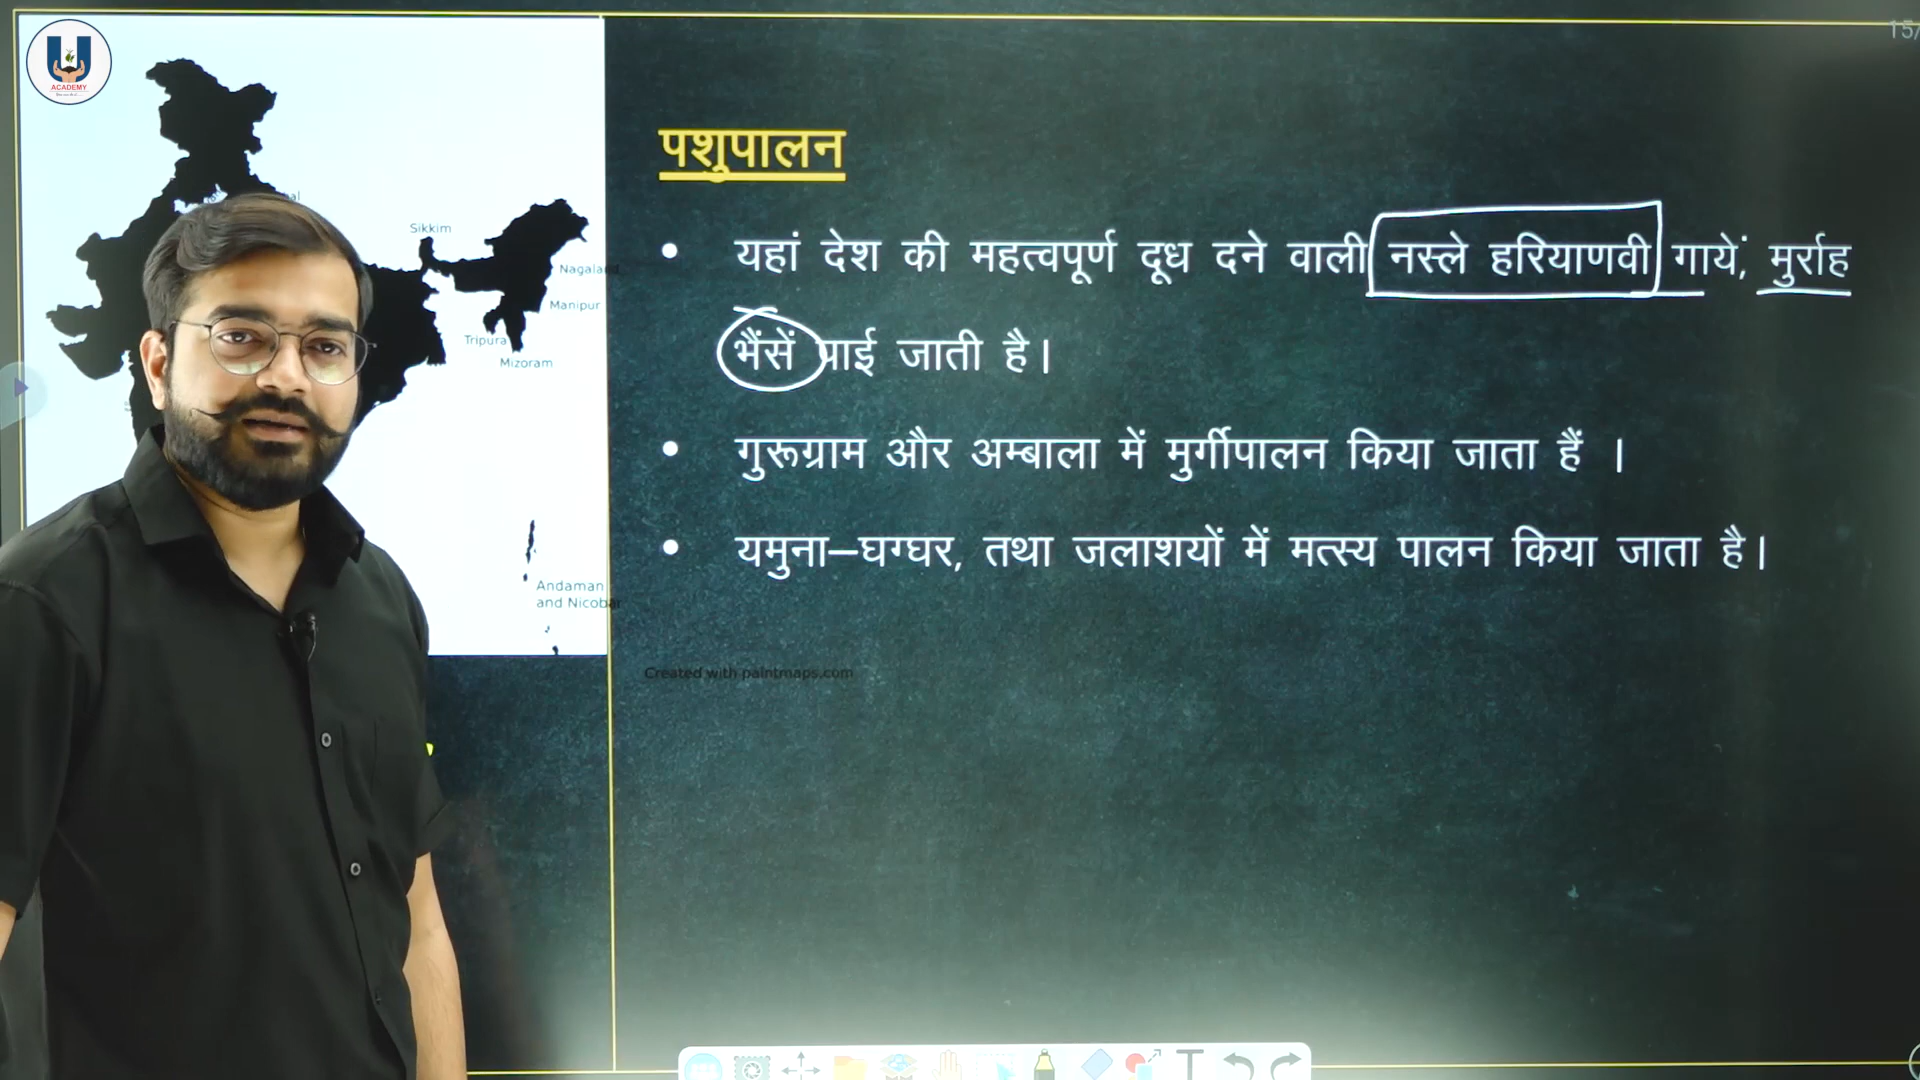 U
ACADEMY
15/
पशुपालन
• यहां देश की महत्वपूर्ण दूध दने वाली नस्ले हरियाणवी गाये; मुर्राह
भैंसें पाई जाती है।
• गुरूग्राम और अम्बाला में मुर्गीपालन किया जाता हैं ।
• यमुना–घग्घर, तथा जलाशयों में मत्स्य पालन किया जाता है।
Sikkim
Nagaland
Manipur
Tripura
Mizoram
Andaman
and Nicobar
Created with paintmaps.com